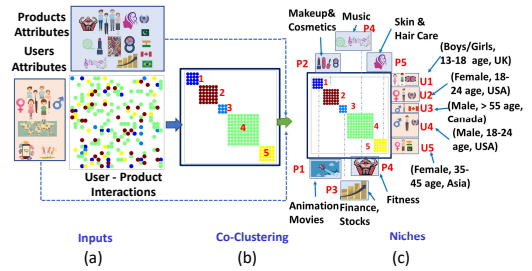 Products
Attributes
Users
Attributes
User - Product
Interactions
Inputs
(a)
1
2
3
4
5
Co-Clustering
(b)
Makeup&
Cosmetics
Music
P4
Skin &
Hair Care
P2
P5
1
2
3
4
5
U1
(Boys/Girls,
13-18 age, UK)
U2
(Female, 18-
24 age, USA)
U3
(Male, > 55 age,
Canada)
U4
(Male, 18-24
age, USA)
U5
(Female, 35-
45 age, Asia)
P1
P4
P3
Animation
Movies
Finance,
Stocks
Fitness
Niches
(c)